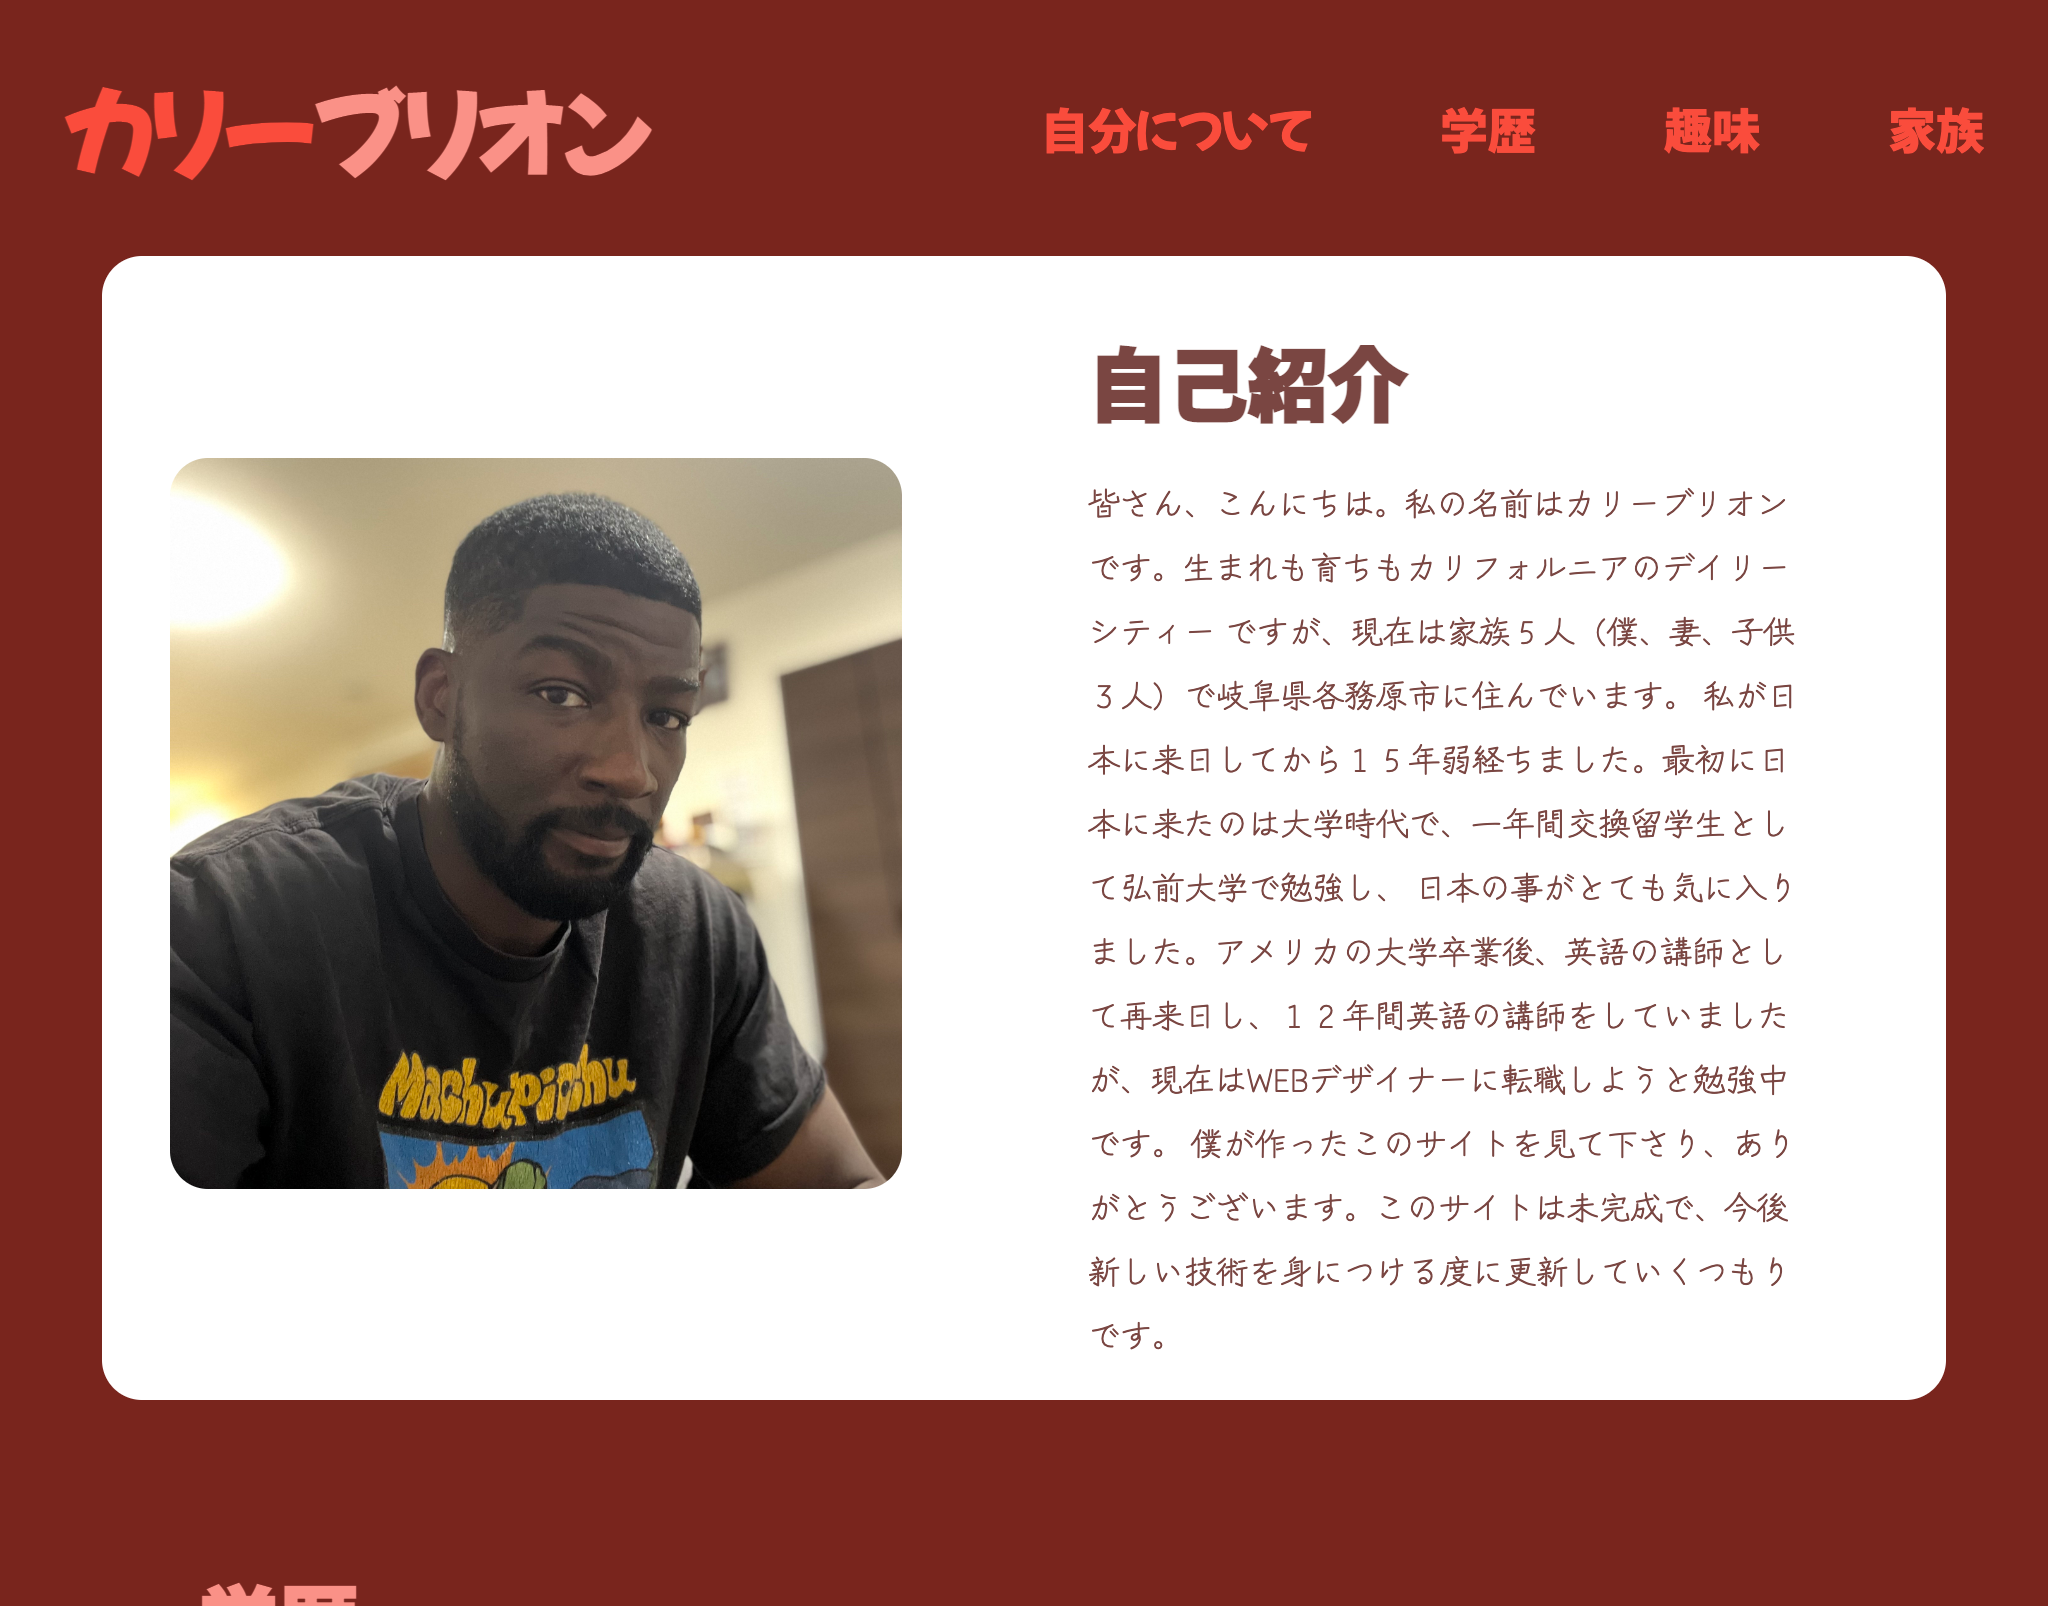 カリーブリオン
自分について
学歴
趣味
家族
自己紹介
皆さん、こんにちは。私の名前はカリーブリオン
です。生まれも育ちもカリフォルニアのデイリー
シティー ですが、現在は家族５人（僕、妻、子供
３人）で岐阜県各務原市に住んでいます。 私が日
本に来日してから１５年弱経ちました。最初に日
本に来たのは大学時代で、一年間交換留学生とし
て弘前大学で勉強し、 日本の事がとても気に入り
ました。アメリカの大学卒業後、英語の講師とし
て再来日し、１２年間英語の講師をしていました
が、現在はWEBデザイナーに転職しようと勉強中
です。 僕が作ったこのサイトを見て下さり、あり
がとうございます。このサイトは未完成で、今後
新しい技術を身につける度に更新していくつもり
です。
Machu Picchu
学歴